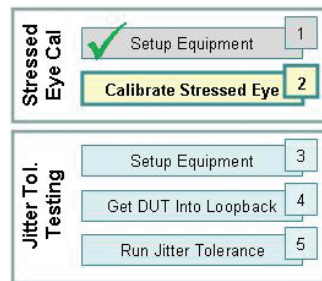 Stressed
Eye Cal
Setup Equipment 1
Calibrate Stressed Eye 2
Jitter Tol.
Testing
Setup Equipment 3
Get DUT Into Loopback 4
Run Jitter Tolerance 5